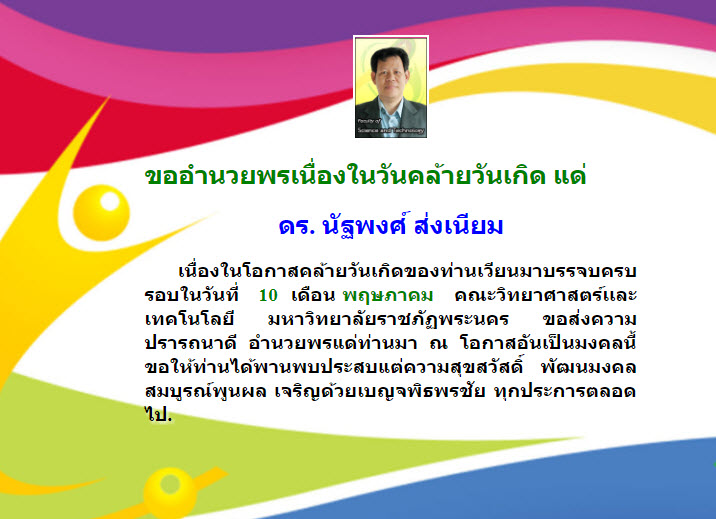 Faculty of
Science and Technology
ขออำนวยพรเนื่องในวันคล้ายวันเกิด แด่
ดร. นัฐพงศ์ ส่งเนียม
เนื่องในโอกาสคล้ายวันเกิดของท่านเวียนมาบรรจบครบ
รอบในวันที่ 10 เดือน พฤษภาคม คณะวิทยาศาสตร์และ
เทคโนโลยี มหาวิทยาลัยราชภัฏพระนคร ขอส่งความ
ปรารถนาดี อำนวยพรแด่ท่านมา ณ โอกาสอันเป็นมงคลนี้
ขอให้ท่านได้พานพบประสบแต่ความสุขสวัสดิ์ พัฒนมงคล
สมบูรณ์พูนผล เจริญด้วยเบญจพิธพรชัย ทุกประการตลอด
ไป.